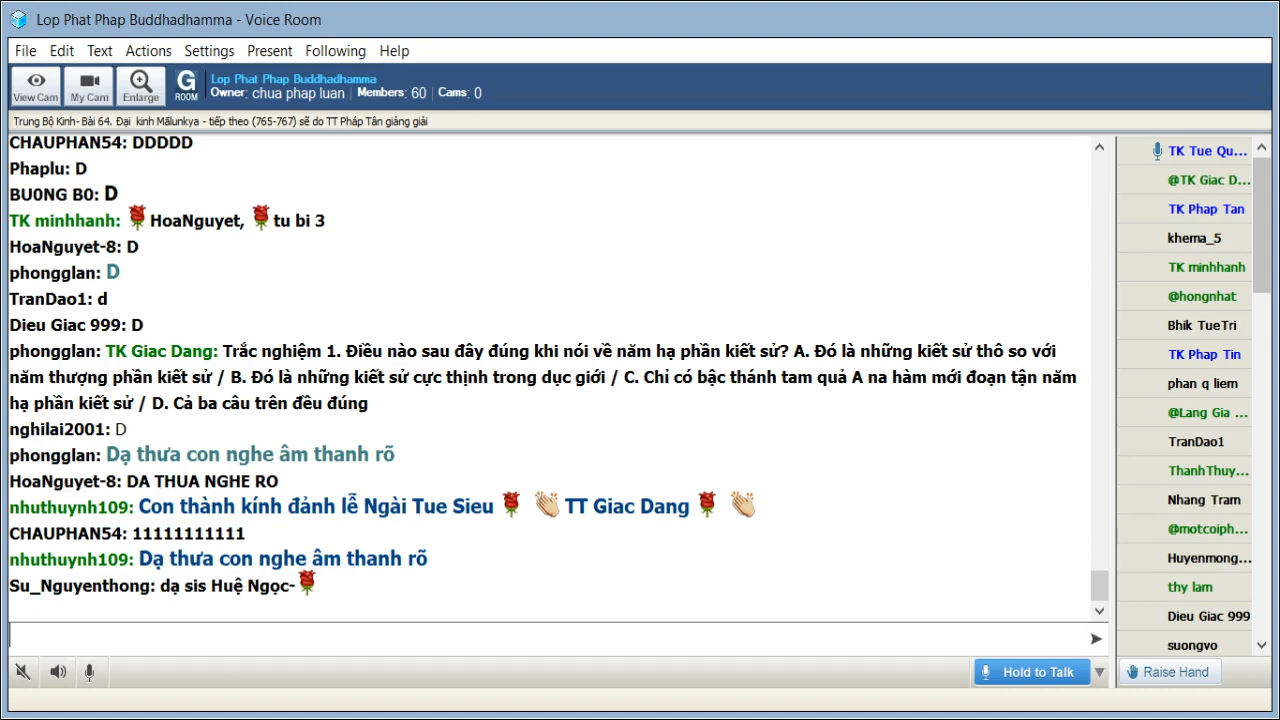 Lop Phat Phap Buddhadhamma - Voice Room
File Edit Text Actions Settings Present Following Help
View Cam My Cam Enlarge G ROOM
Lop Phat Phap Buddhadhamma
Owner: chua phap luan Members: 60 Cams: 0
Trung Bộ Kinh- Bài 64. Đại kinh Mālunkya - tiếp theo (765-767) sẽ do TT Pháp Tân giảng giải
CHAUPHAN54: DDDDD
Phaplu: D
BU0NG B0: D
TK minhhanh: HoaNguyet, tu bi 3
HoaNguyet-8: D
phongglan: D
TranDao1: d
Dieu Giac 999: D
phongglan: TK Giac Dang: Trắc nghiệm 1. Điều nào sau đây đúng khi nói về năm hạ phần kiết sử? A. Đó là những kiết sử thô so với
năm thượng phần kiết sử / B. Đó là những kiết sử cực thịnh trong dục giới / C. Chỉ có bậc thánh tam quả A na hàm mới đoạn tận năm
hạ phần kiết sử / D. Cả ba câu trên đều đúng
nghilai2001: D
phongglan: Dạ thưa con nghe âm thanh rõ
HoaNguyet-8: DA THUA NGHE RO
nhuthuynh109: Con thành kính đảnh lễ Ngài Tue Sieu TT Giac Dang
CHAUPHAN54: 11111111111
nhuthuynh109: Dạ thưa con nghe âm thanh rõ
Su_Nguyenthong: dạ sis Huệ Ngọc-
TK Tue Qu...
@TK Giac D...
TK Phap Tan
khema_5
TK minhhanh
@hongnhat
Bhik TueTri
TK Phap Tin
phan q liem
@Lang Gia ...
TranDao1
ThanhThuy...
Nhang Tram
@motcoiph...
Huyenmong...
thy lam
Dieu Giac 999
suongvo
Hold to Talk
Raise Hand